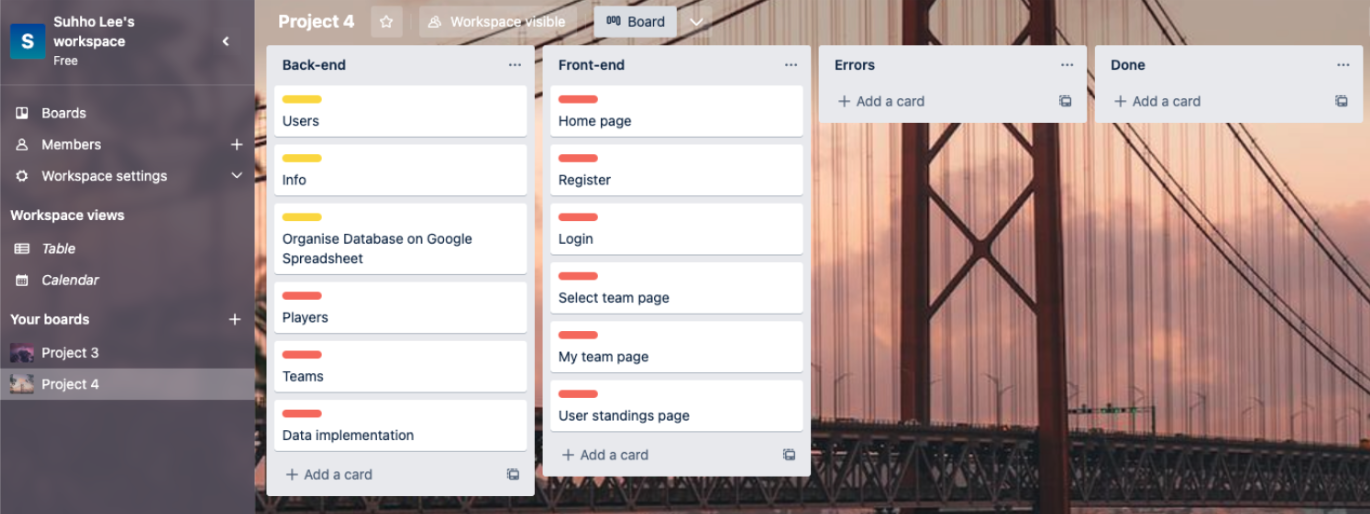 S
Suhho Lee's
workspace
Free
Boards
Members
Workspace settings
Workspace views
Table
Calendar
Your boards
Project 3
Project 4
Project 4
Workspace visible
Board
Back-end
Users
Info
Organise Database on Google
Spreadsheet
Players
Teams
Data implementation
+ Add a card
Front-end
Home page
Register
Login
Select team page
My team page
User standings page
+ Add a card
Errors
+ Add a card
Done
+ Add a card